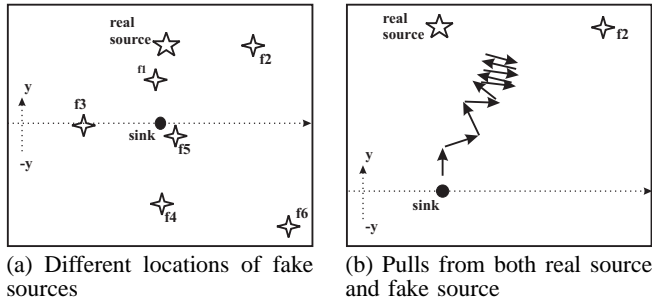 real
source
f2
f1
y
f3
sink
f5
-y
f4
f6
(a) Different locations of fake
sources
real
source
f2
y
sink
-y
(b) Pulls from both real source
and fake source